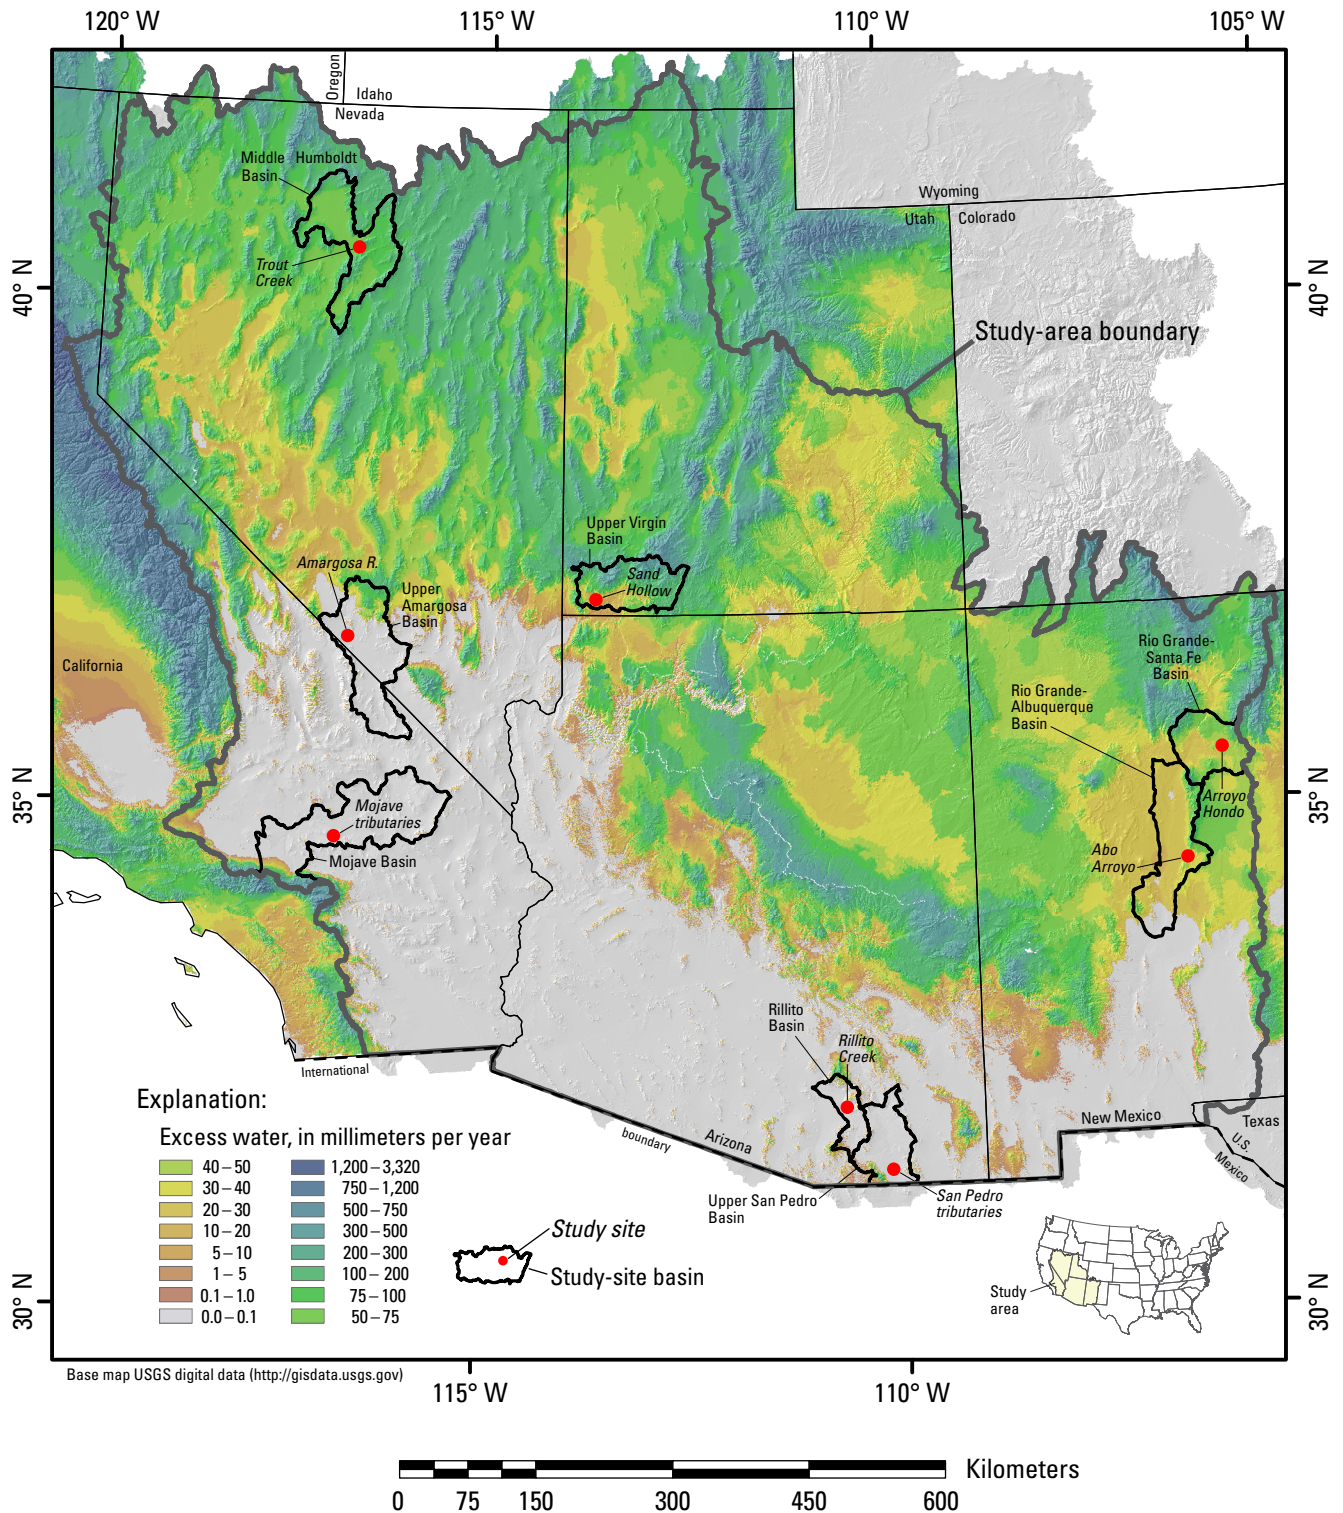 120° W
115° W
110° W
105° W
Oregon
Idaho
Nevada
Middle Humboldt
Basin
Wyoming
Utah
Colorado
Trout
Creek
40° N
40° N
Study-area boundary
Upper Virgin
Basin
Sand
Hollow
Amargosa R.
Upper
Amargosa
Basin
California
Rio Grande-
Santa Fe
Basin
Rio Grande-
Albuquerque
Basin
35° N
35° N
Mojave
tributaries
Mojave Basin
Arroyo
Hondo
Abo
Arroyo
Rillito
Basin
Rillito
Creek
International
boundary
Arizona
New Mexico
Texas
U.S.
Mexico
Upper San Pedro
Basin
San Pedro
tributaries
Explanation:
Excess water, in millimeters per year
40–50
1,200–3,320
30–40
750–1,200
20–30
500–750
10–20
300–500
5–10
200–300
1–5
100–200
0.1–1.0
75–100
0.0–0.1
50–75
Study site
Study-site basin
Study
area
30° N
30° N
Base map USGS digital data (http://gisdata.usgs.gov)
115° W
110° W
Kilometers
0
75
150
300
450
600